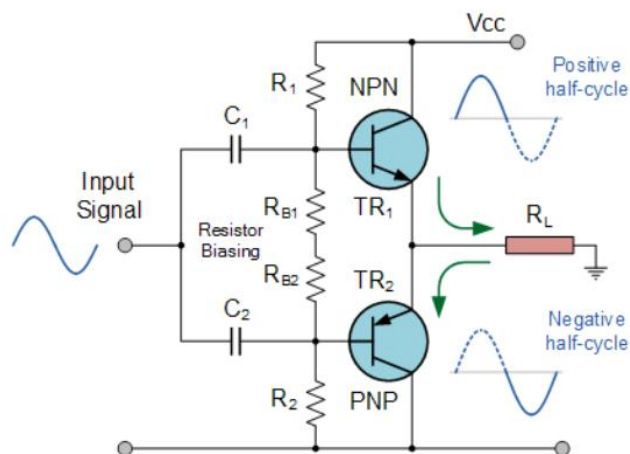 Vcc
R1
NPN
Positive
half-cycle
C1
Input
Signal
RB1
TR1
RL
Resistor
Biasing
RB2
TR2
C2
Negative
half-cycle
R2
PNP